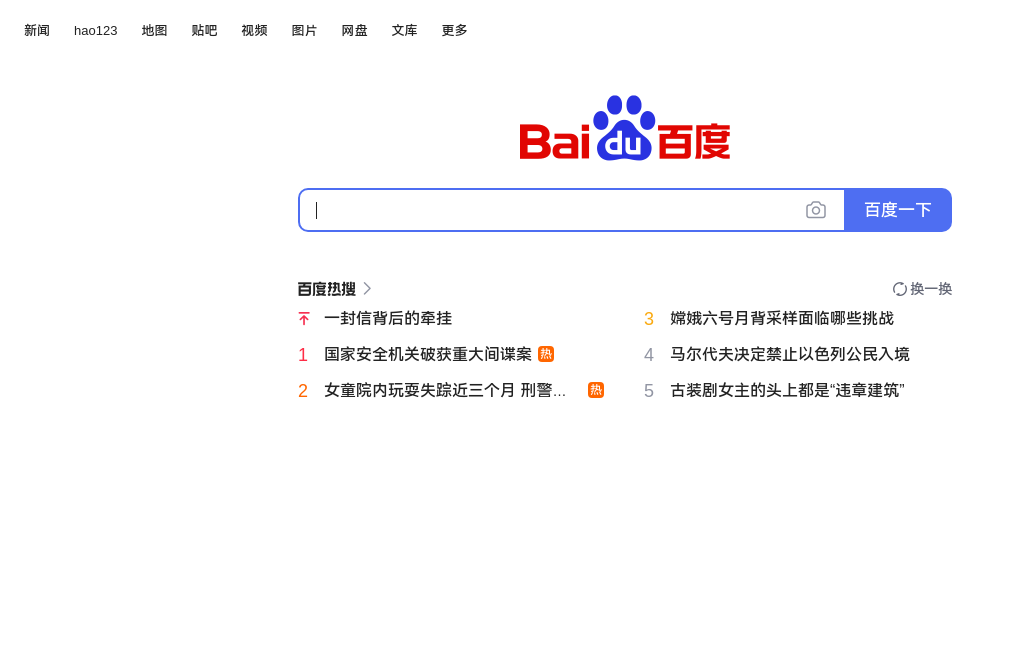 新闻 hao123 地图 贴吧 视频 图片 网盘 文库 更多
Bai du 百度
百度一下
百度热搜 换一换
一封信背后的牵挂
3 嫦娥六号月背采样面临哪些挑战
1 国家安全机关破获重大间谍案 热
4 马尔代夫决定禁止以色列公民入境
2 女童院内玩耍失踪近三个月 刑警... 热
5 古装剧女主的头上都是“违章建筑”